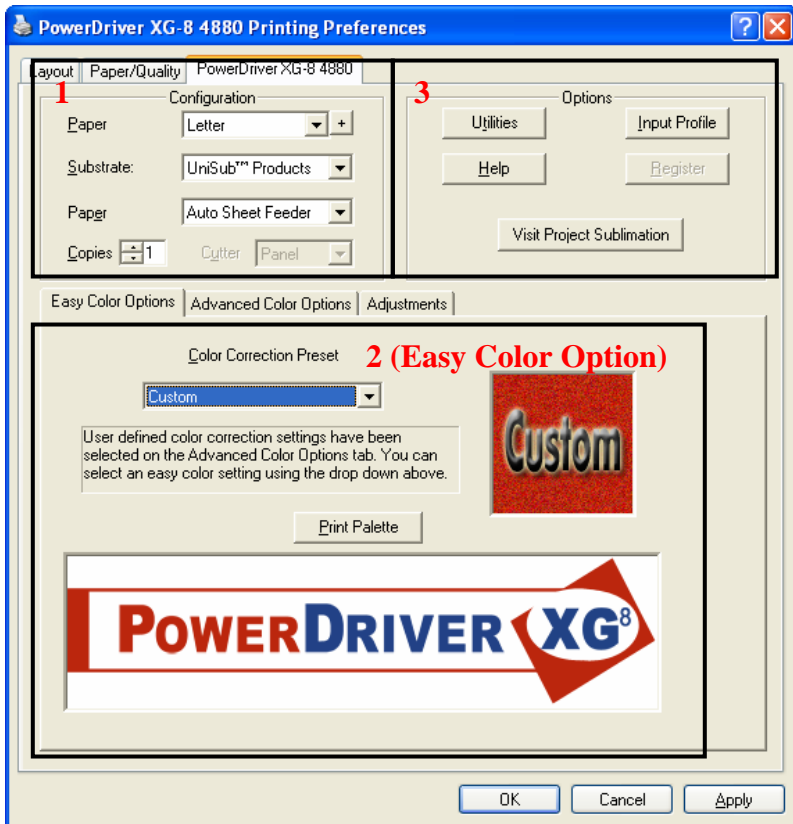 PowerDriver XG-8 4880 Printing Preferences
Layout Paper/Quality PowerDriver XG-8 4880
1
Configuration
Paper Letter +
Substrate: UniSub™ Products
Paper Auto Sheet Feeder
Copies 1 Cutter Panel
3
Options
Utilities Input Profile
Help Register
Visit Project Sublimation
Easy Color Options Advanced Color Options Adjustments
2 (Easy Color Option)
Color Correction Preset
Custom
User defined color correction settings have been
selected on the Advanced Color Options tab. You can
select an easy color setting using the drop down above.
Custom
Print Palette
POWERDRIVER XG8
OK Cancel Apply